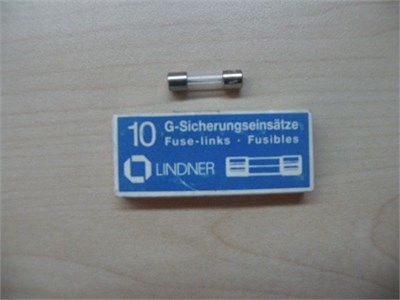 10 G-Sicherungseinsätze
Fuse-links · Fusibles
LINDNER